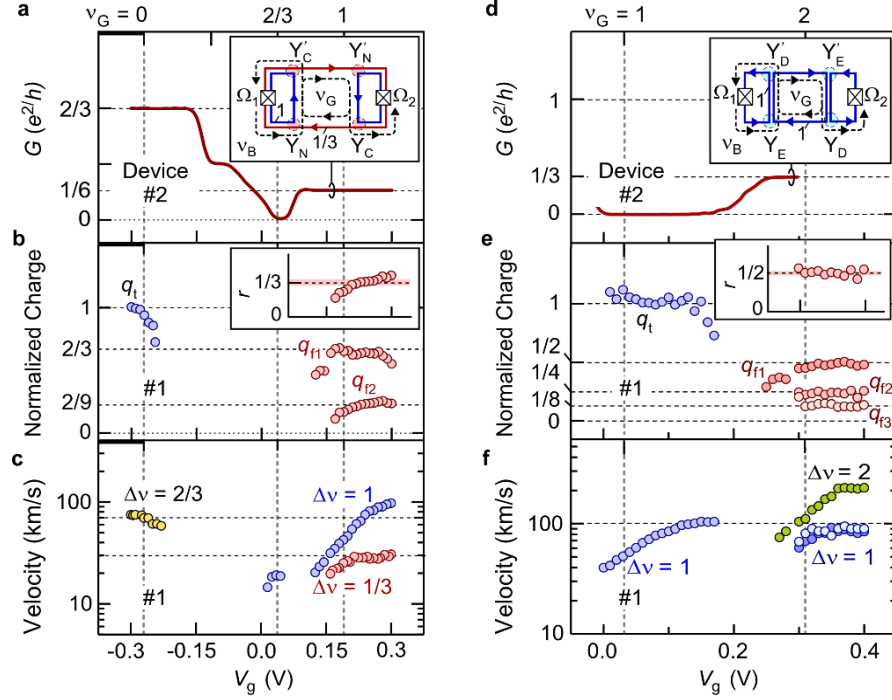 a
ν_G = 0
2/3
1
G (e²/h)
2/3
1/6
0
Device
#2
Y′_C
Y′_N
Ω₁
Ω₂
1
ν_G
ν_B
1/3
Y_N
Y_C
b
Normalized Charge
1
2/3
2/9
0
q_t
#1
q_f1
q_f2
r
1/3
0
c
Velocity (km/s)
100
10
Δν = 2/3
Δν = 1
Δν = 1/3
#1
-0.3
-0.15
0.0
0.15
0.3
V_g (V)
d
ν_G = 1
2
G (e²/h)
1
1/3
0
Device
#2
Y′_D
Y′_E
Ω₁
Ω₂
1
ν_G
ν_B
1
Y_E
Y_D
e
Normalized Charge
1
1/2
1/4
1/8
0
q_t
#1
q_f1
q_f2
q_f3
r
1/2
0
f
Velocity (km/s)
100
10
Δν = 2
Δν = 1
Δν = 1
#1
0.0
0.2
0.4
V_g (V)